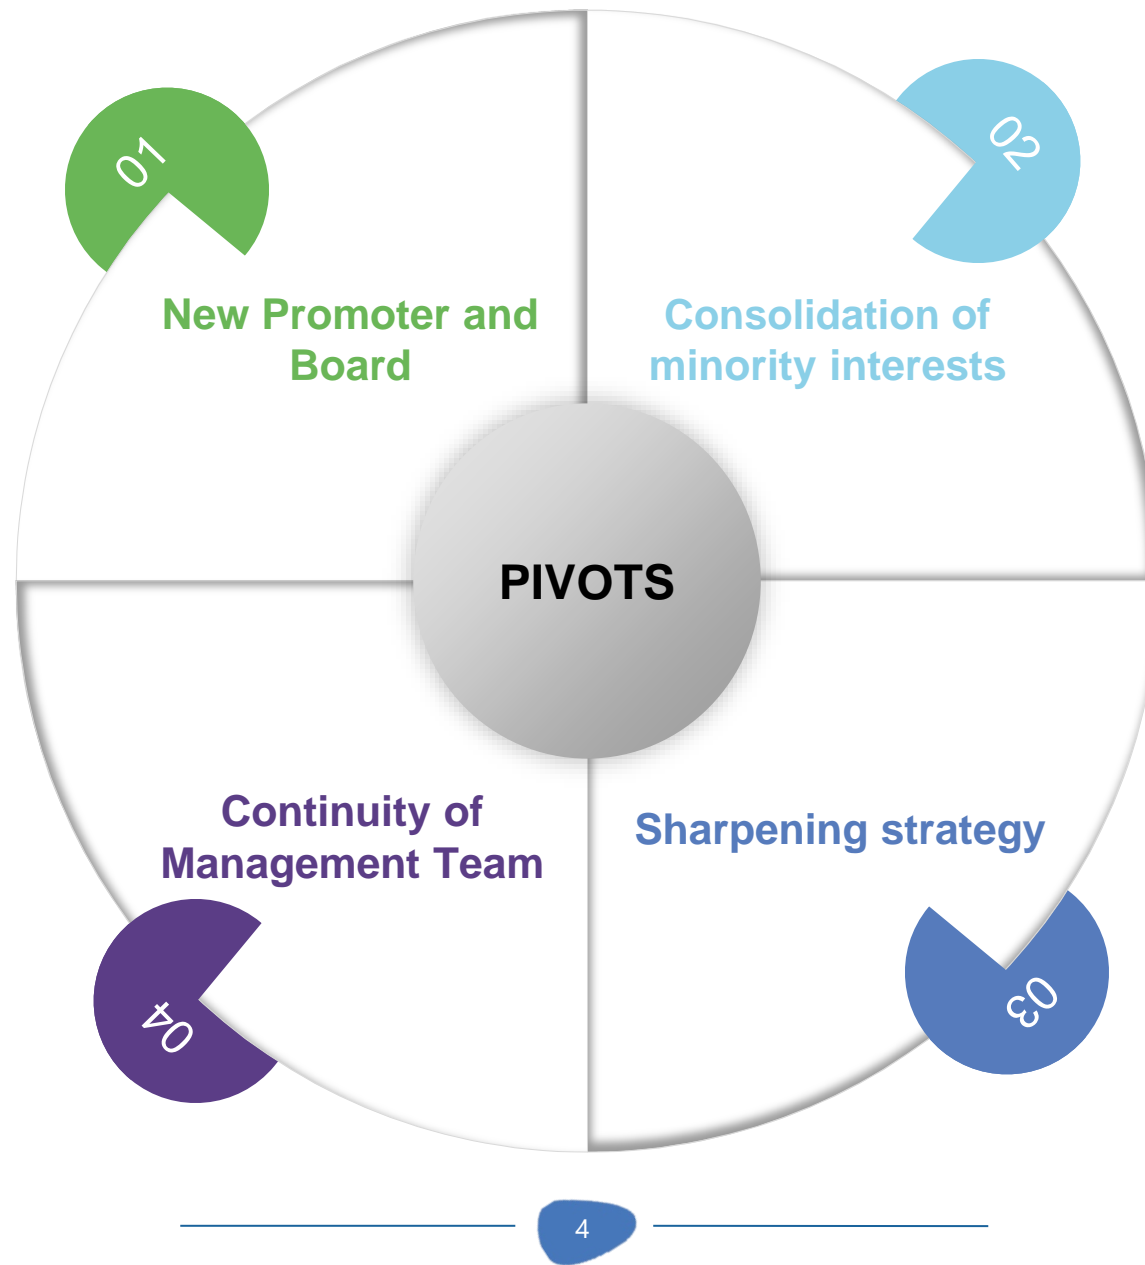 01
New Promoter and
Board
02
Consolidation of
minority interests
PIVOTS
03
Sharpening strategy
04
Continuity of
Management Team
4